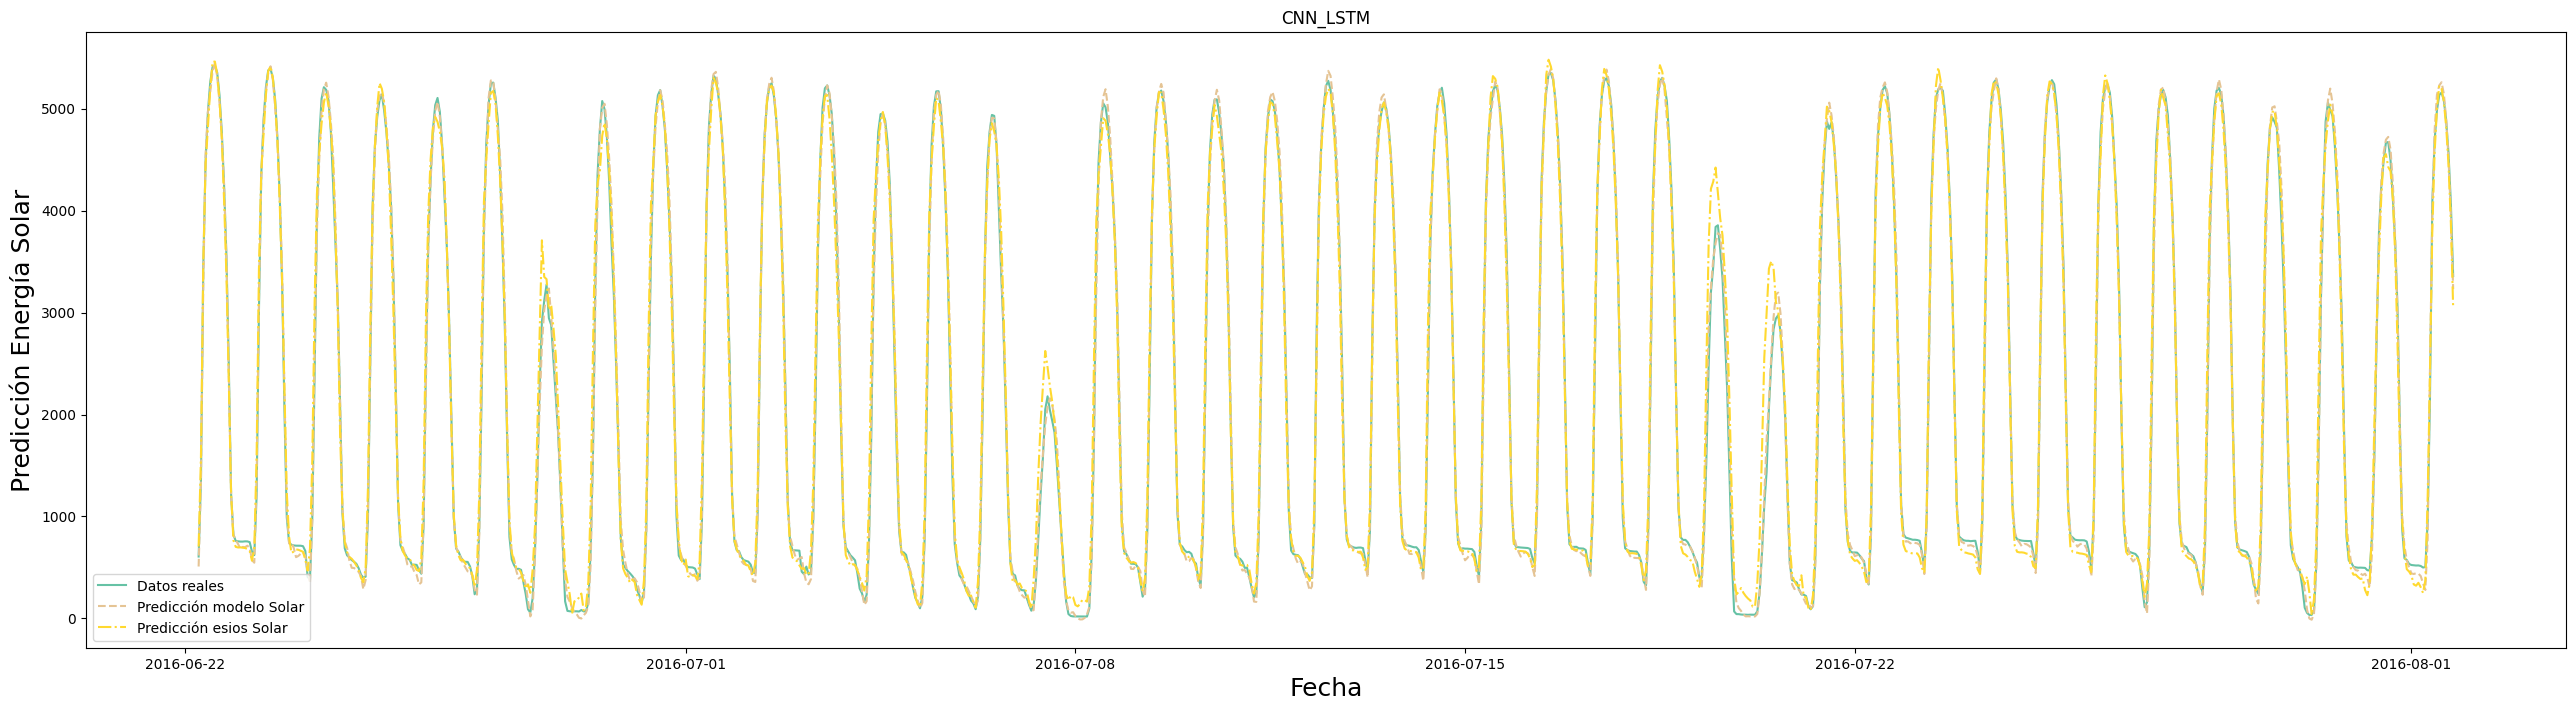 CNN_LSTM
Predicción Energía Solar
5000
4000
3000
2000
1000
0
Datos reales
Predicción modelo Solar
Predicción esios Solar
2016-06-22
2016-07-01
2016-07-08
2016-07-15
2016-07-22
2016-08-01
Fecha